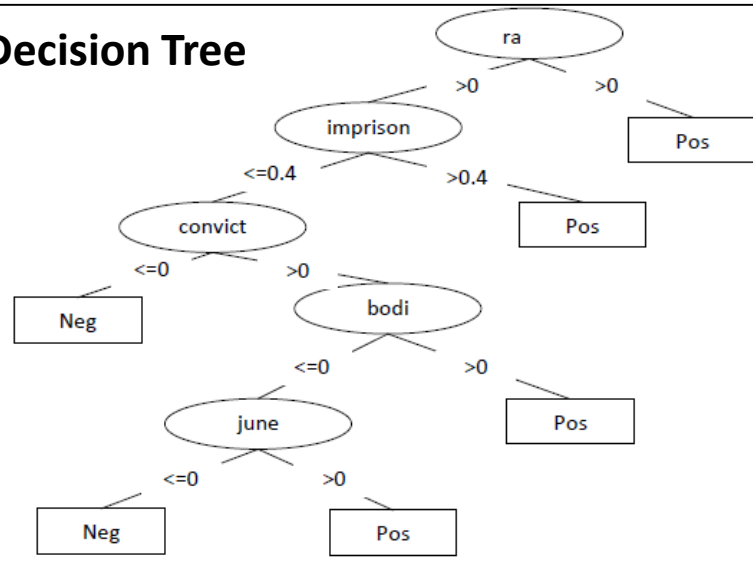 Decision Tree
ra
>0 >0
imprison
Pos
<=0.4 >0.4
convict
Pos
<=0 >0
Neg
bodi
<=0 >0
june
Pos
<=0 >0
Neg
Pos